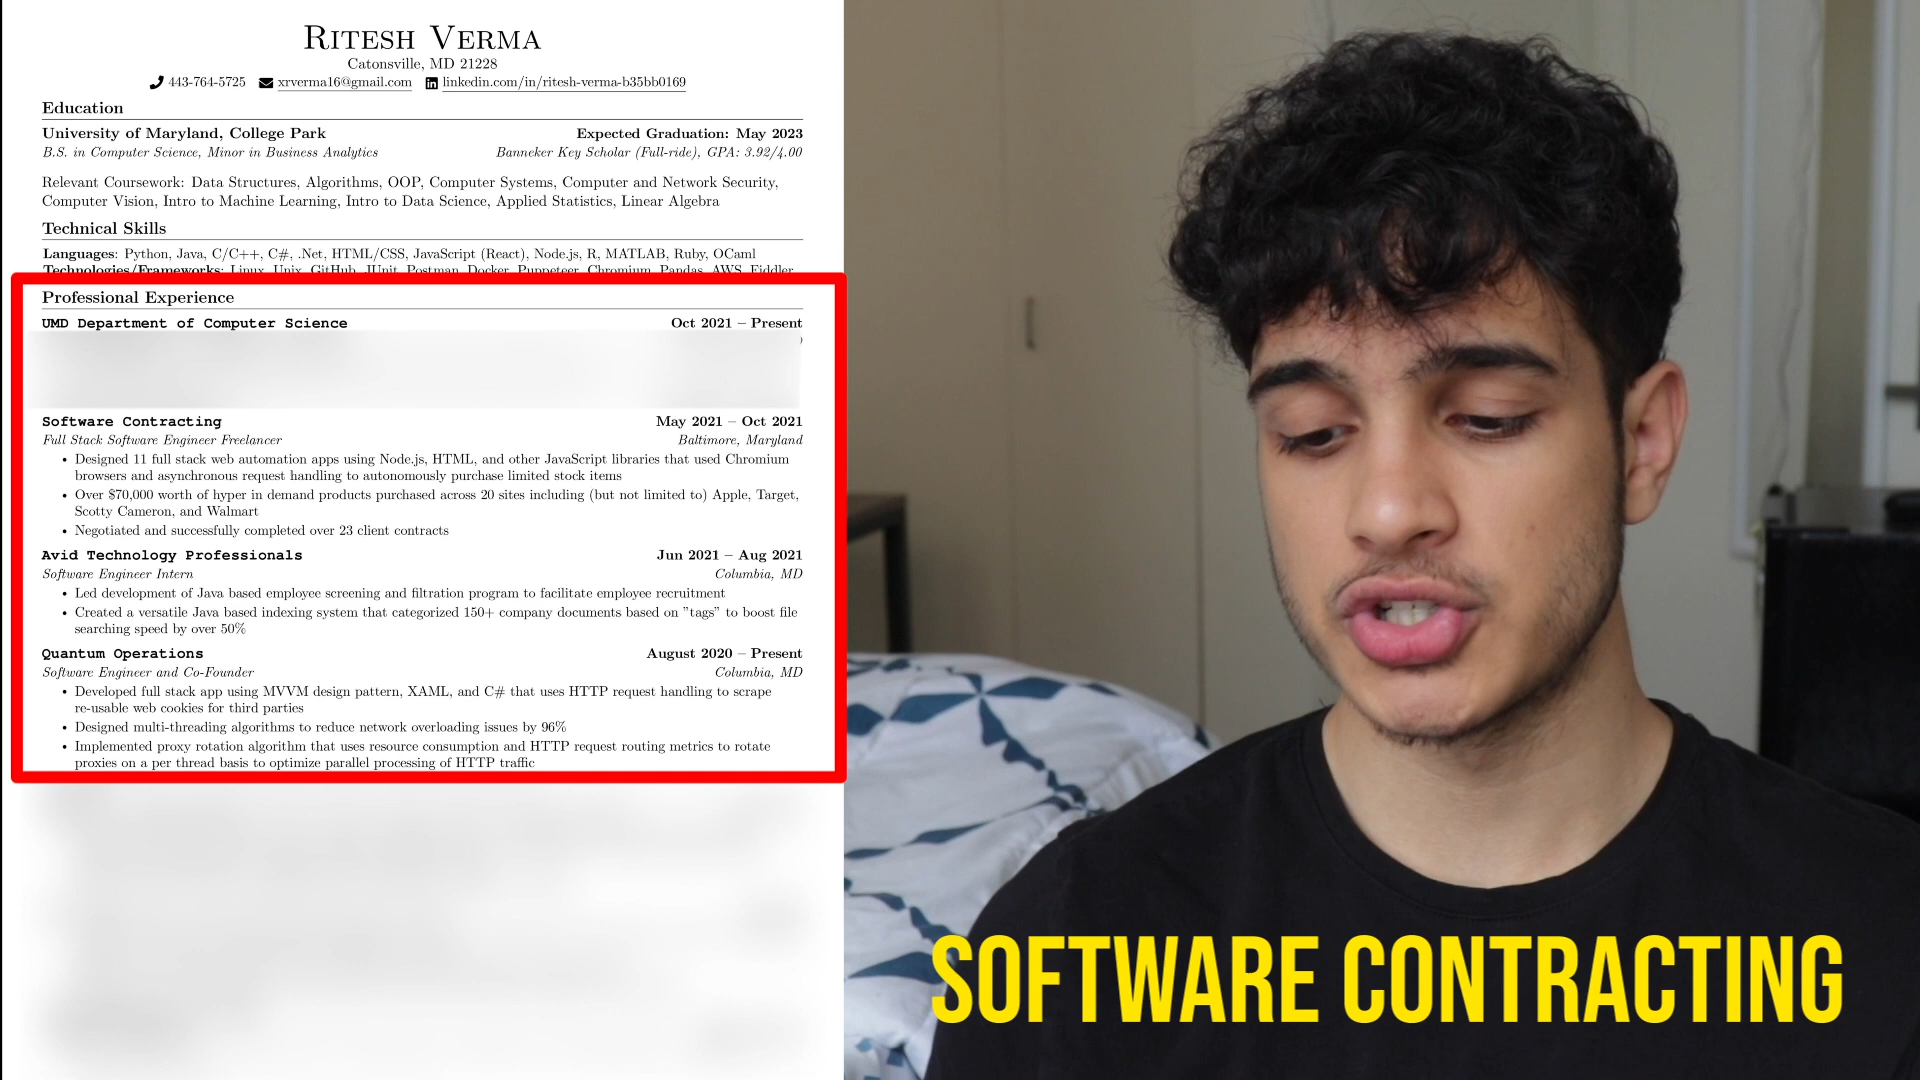 RITESH VERMA
Catonsville, MD 21228
443-764-5725 xrverma16@gmail.com linkedin.com/in/ritesh-verma-b35bb0169
Education
University of Maryland, College Park Expected Graduation: May 2023
B.S. in Computer Science, Minor in Business Analytics Banneker Key Scholar (Full-ride), GPA: 3.92/4.00
Relevant Coursework: Data Structures, Algorithms, OOP, Computer Systems, Computer and Network Security,
Computer Vision, Intro to Machine Learning, Intro to Data Science, Applied Statistics, Linear Algebra
Technical Skills
Languages: Python, Java, C/C++, C#, .Net, HTML/CSS, JavaScript (React), Node.js, R, MATLAB, Ruby, OCaml
Technologies/Frameworks: Linux, Unix, GitHub, JUnit, Postman, Docker, Puppeteer, Chromium, Pandas, AWS, Fiddler
Professional Experience
UMD Department of Computer Science Oct 2021 – Present
Software Contracting May 2021 – Oct 2021
Full Stack Software Engineer Freelancer Baltimore, Maryland
• Designed 11 full stack web automation apps using Node.js, HTML, and other JavaScript libraries that used Chromium
browsers and asynchronous request handling to autonomously purchase limited stock items
• Over $70,000 worth of hyper in demand products purchased across 20 sites including (but not limited to) Apple, Target,
Scotty Cameron, and Walmart
• Negotiated and successfully completed over 23 client contracts
Avid Technology Professionals Jun 2021 – Aug 2021
Software Engineer Intern Columbia, MD
• Led development of Java based employee screening and filtration program to facilitate employee recruitment
• Created a versatile Java based indexing system that categorized 150+ company documents based on "tags" to boost file
searching speed by over 50%
Quantum Operations August 2020 – Present
Software Engineer and Co-Founder Columbia, MD
• Developed full stack app using MVVM design pattern, XAML, and C# that uses HTTP request handling to scrape
re-usable web cookies for third parties
• Designed multi-threading algorithms to reduce network overloading issues by 96%
• Implemented proxy rotation algorithm that uses resource consumption and HTTP request routing metrics to rotate
proxies on a per thread basis to optimize parallel processing of HTTP traffic
SOFTWARE CONTRACTING